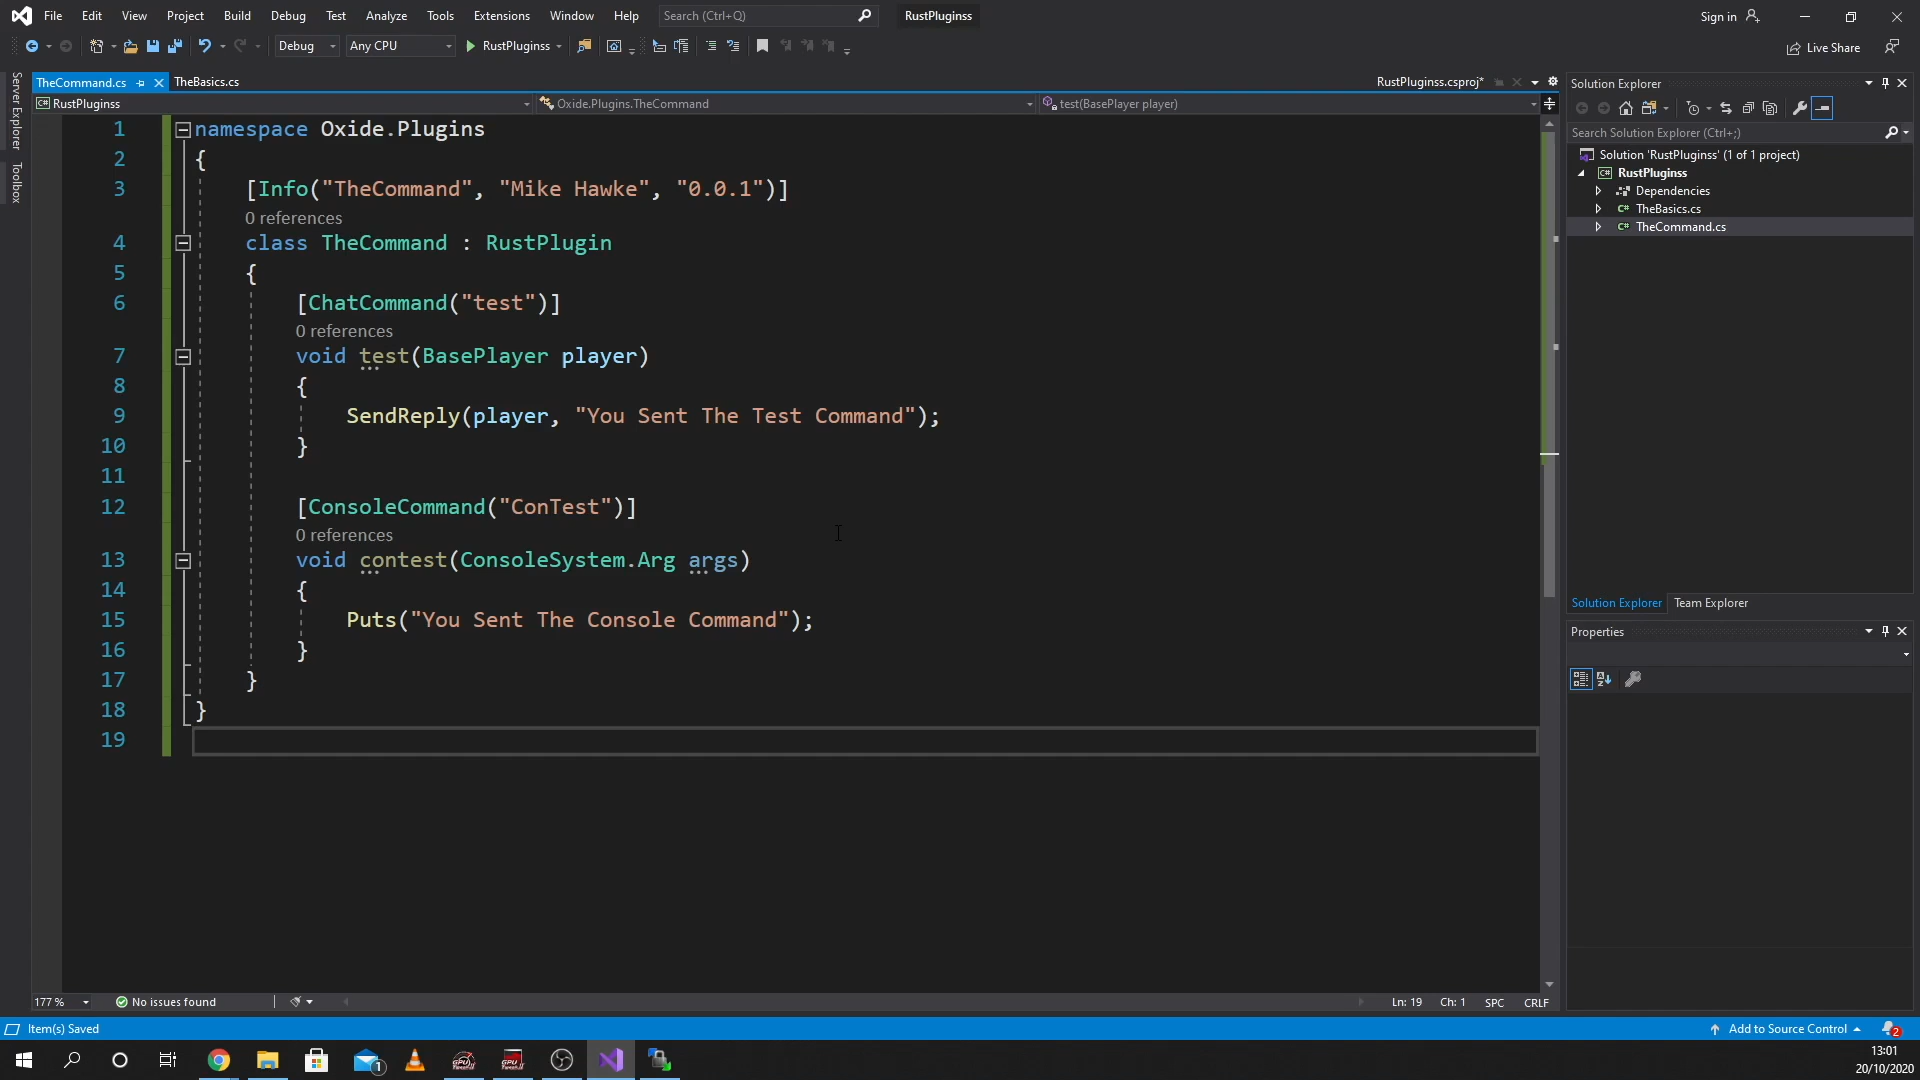 File Edit View Project Build Debug Test Analyze Tools Extensions Window Help Search (Ctrl+Q) RustPluginss Sign in
Debug Any CPU RustPluginss Live Share
TheCommand.cs TheBasics.cs RustPluginss.csproj*
RustPluginss Oxide.Plugins.TheCommand test(BasePlayer player)
Server Explorer
Toolbox
1 namespace Oxide.Plugins
2 {
3 [Info("TheCommand", "Mike Hawke", "0.0.1")]
0 references
4 class TheCommand : RustPlugin
5 {
6 [ChatCommand("test")]
0 references
7 void test(BasePlayer player)
8 {
9 SendReply(player, "You Sent The Test Command");
10 }
11
12 [ConsoleCommand("ConTest")]
0 references
13 void contest(ConsoleSystem.Arg args)
14 {
15 Puts("You Sent The Console Command");
16 }
17 }
18 }
19
177 % No issues found Ln: 19 Ch: 1 SPC CRLF
Solution Explorer
Search Solution Explorer (Ctrl+;)
Solution 'RustPluginss' (1 of 1 project)
RustPluginss
Dependencies
TheBasics.cs
TheCommand.cs
Solution Explorer Team Explorer
Properties
Item(s) Saved Add to Source Control 2
1
13:01
20/10/2020